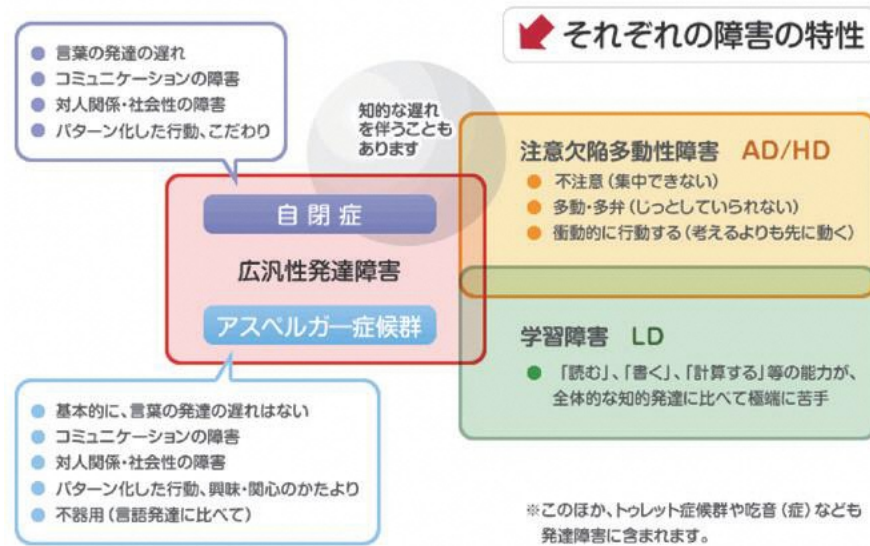 それぞれの障害の特性
● 言葉の発達の遅れ
● コミュニケーションの障害
● 対人関係・社会性の障害
● パターン化した行動、こだわり
知的な遅れ
を伴うことも
あります
自閉症
広汎性発達障害
アスペルガー症候群
● 基本的に、言葉の発達の遅れはない
● コミュニケーションの障害
● 対人関係・社会性の障害
● パターン化した行動、興味・関心のかたより
● 不器用（言語発達に比べて）
注意欠陥多動性障害 AD/HD
● 不注意（集中できない）
● 多動・多弁（じっとしていられない）
● 衝動的に行動する（考えるよりも先に動く）
学習障害 LD
● 「読む」、「書く」、「計算する」等の能力が、
全体的な知的発達に比べて極端に苦手
※このほか、トゥレット症候群や吃音（症）なども
発達障害に含まれます。